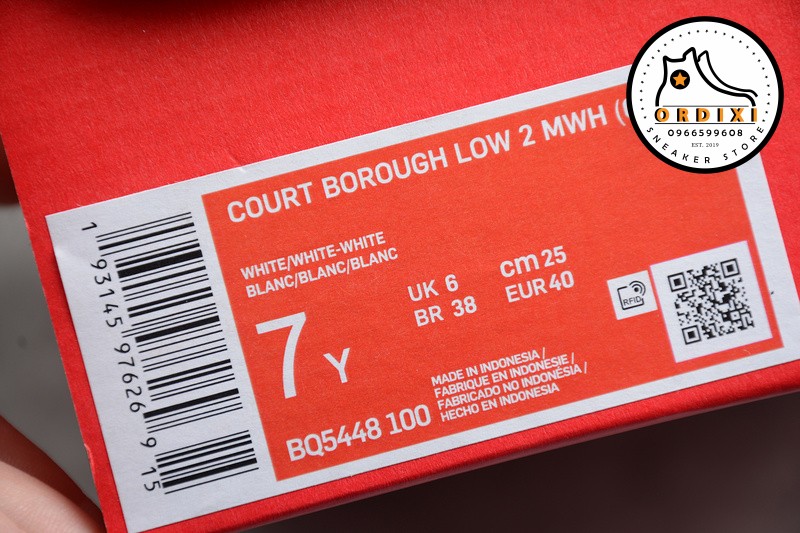 COURT BOROUGH LOW 2 MWH (
WHITE/WHITE-WHITE
BLANC/BLANC/BLANC
7 Y
UK 6
BR 38
cm 25
EUR 40
RFID
BQ5448 100
MADE IN INDONESIA /
FABRIQUE EN INDONESIE /
FABRICADO NO INDONÉSIA /
HECHO EN INDONESIA
1 93145 97626 9 15
ORDIXI
0966599608
EST. 2019
SNEAKER STORE